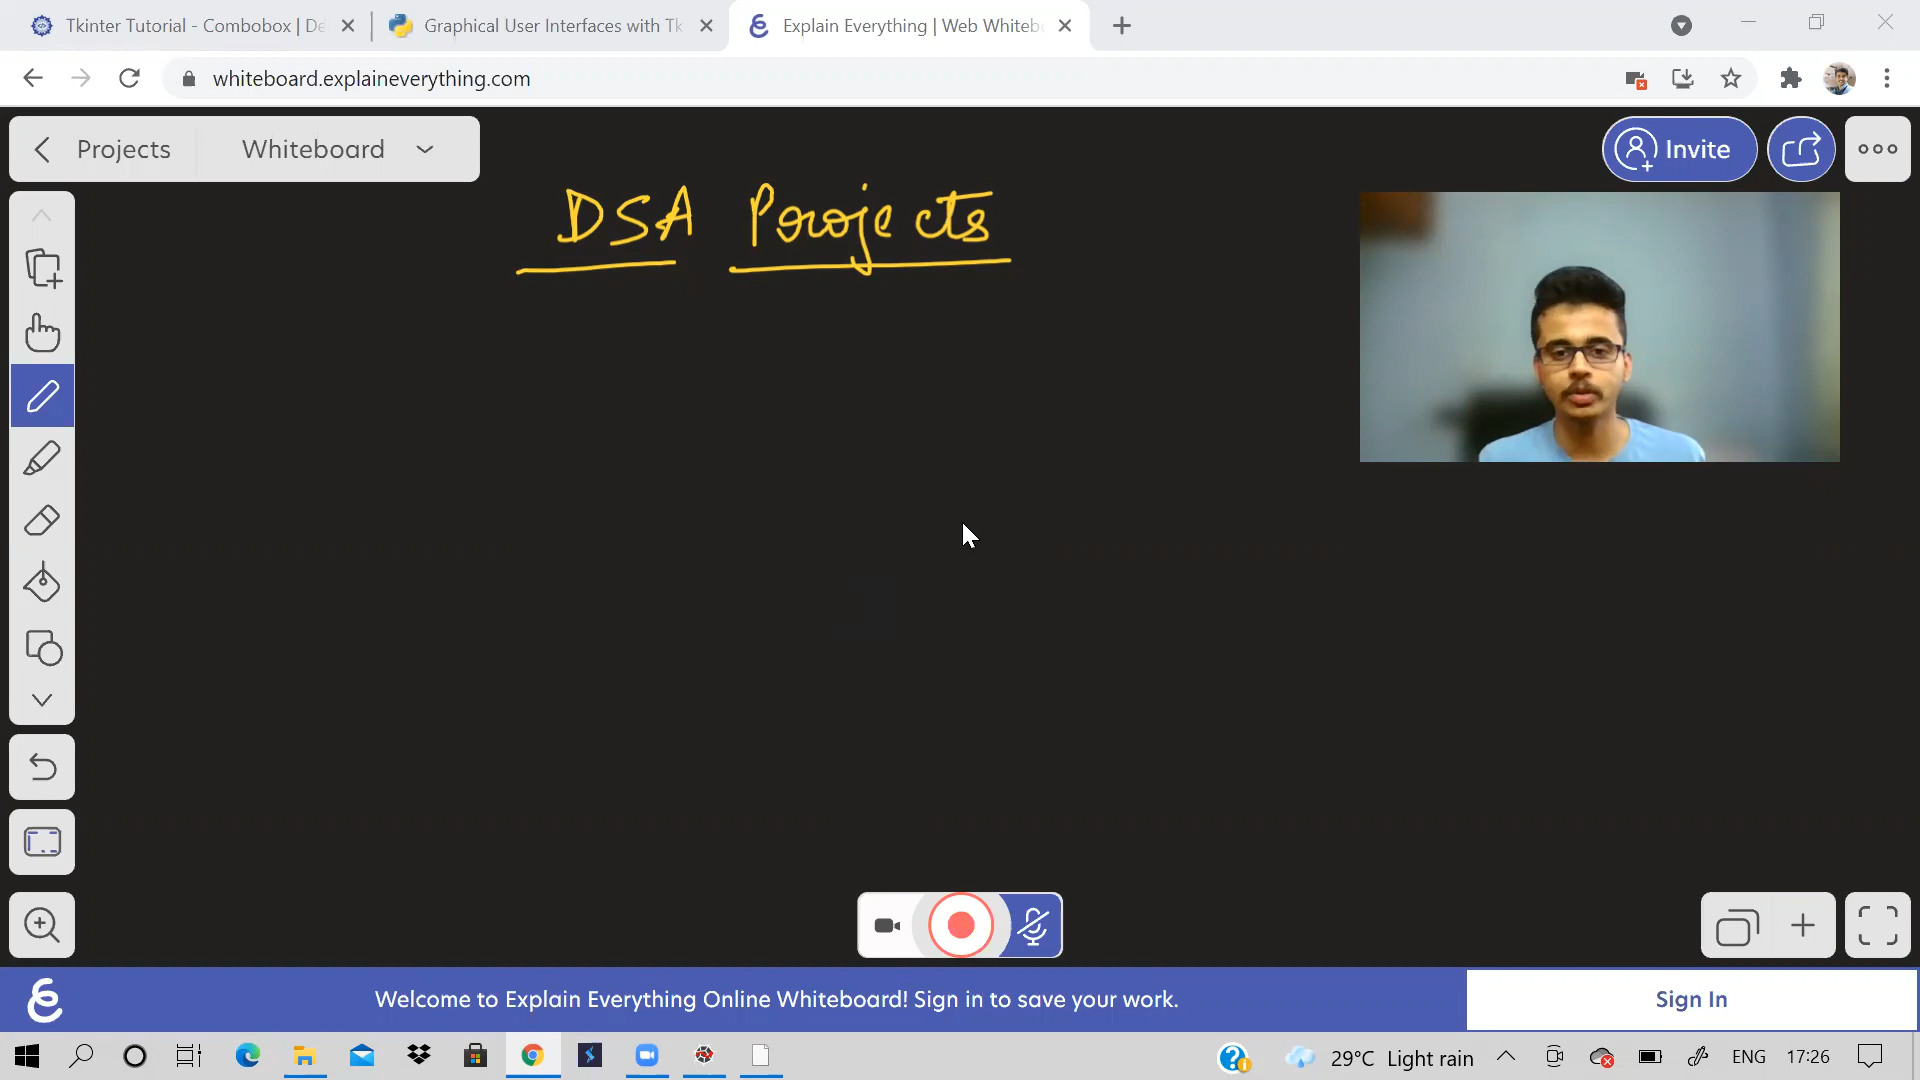 Tkinter Tutorial - Combobox | De
Graphical User Interfaces with Tk
Explain Everything | Web Whitebo
whiteboard.explaineverything.com
Projects
Whiteboard
Invite
DSA Projects
Welcome to Explain Everything Online Whiteboard! Sign in to save your work.
Sign In
29°C Light rain
ENG
17:26